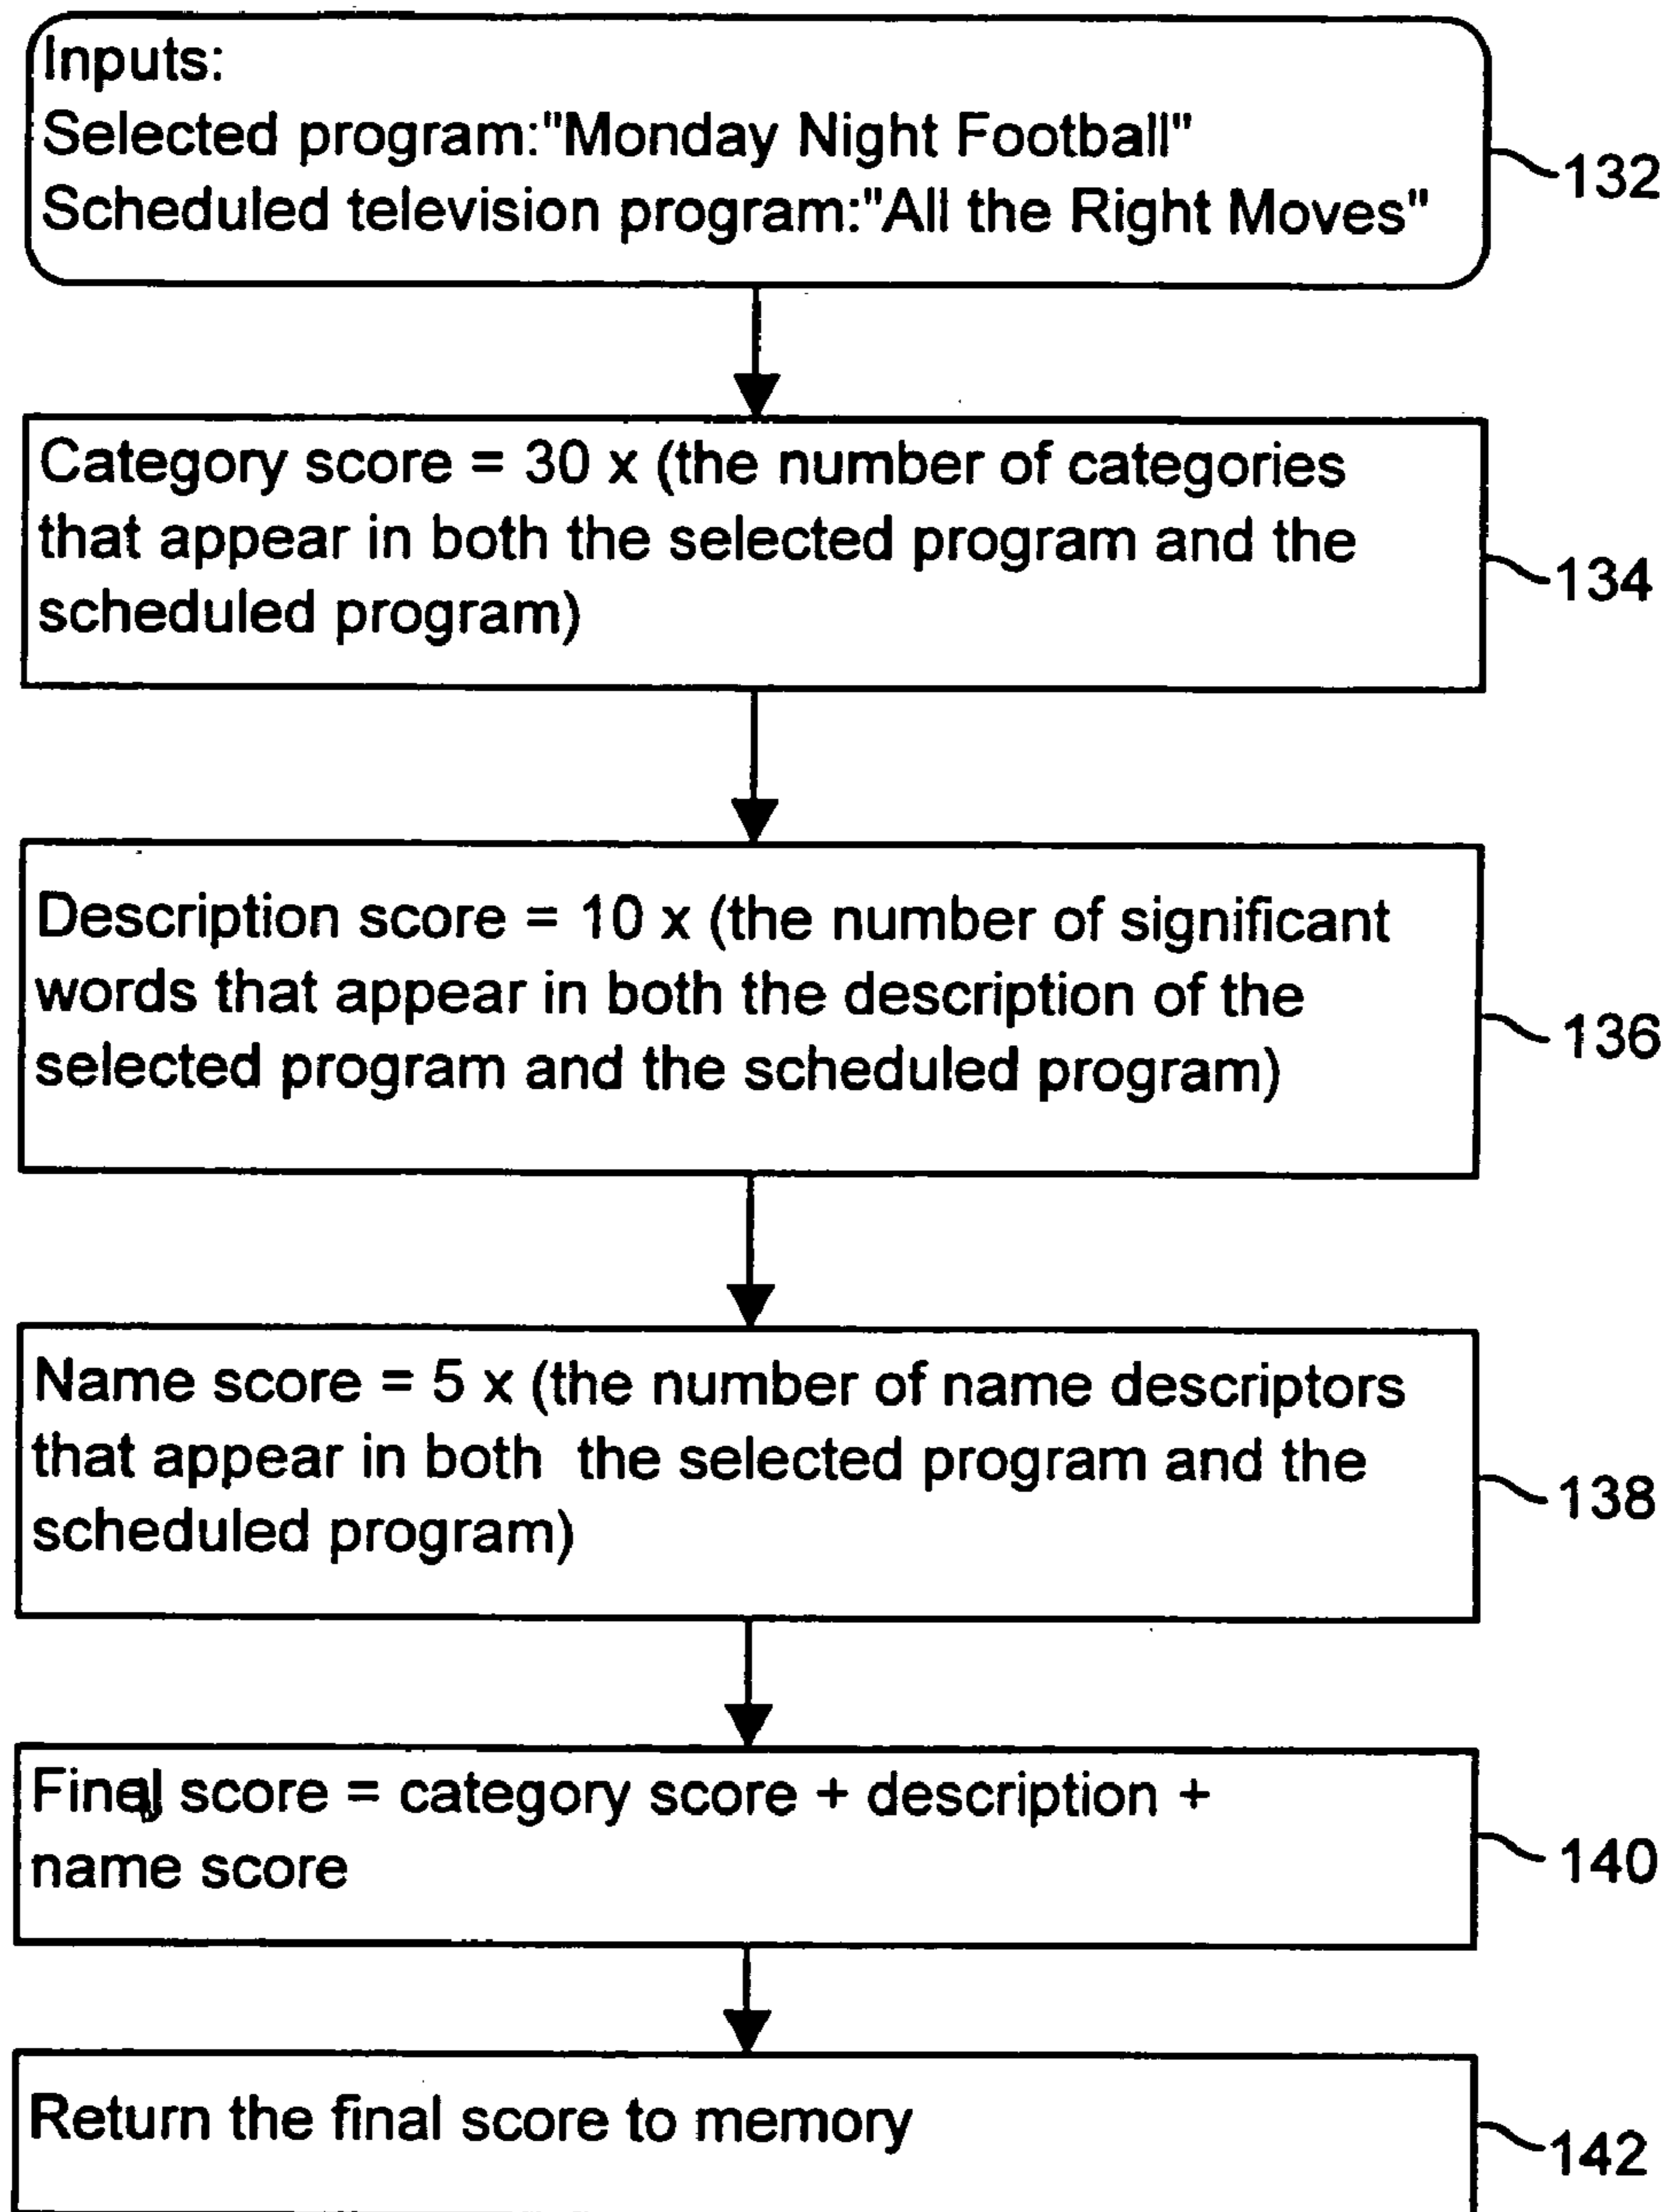 Inputs:
Selected program:"Monday Night Football"
Scheduled television program:"All the Right Moves"
132
Category score = 30 x (the number of categories
that appear in both the selected program and the
scheduled program)
134
Description score = 10 x (the number of significant
words that appear in both the description of the
selected program and the scheduled program)
136
Name score = 5 x (the number of name descriptors
that appear in both the selected program and the
scheduled program)
138
Final score = category score + description +
name score
140
Return the final score to memory
142